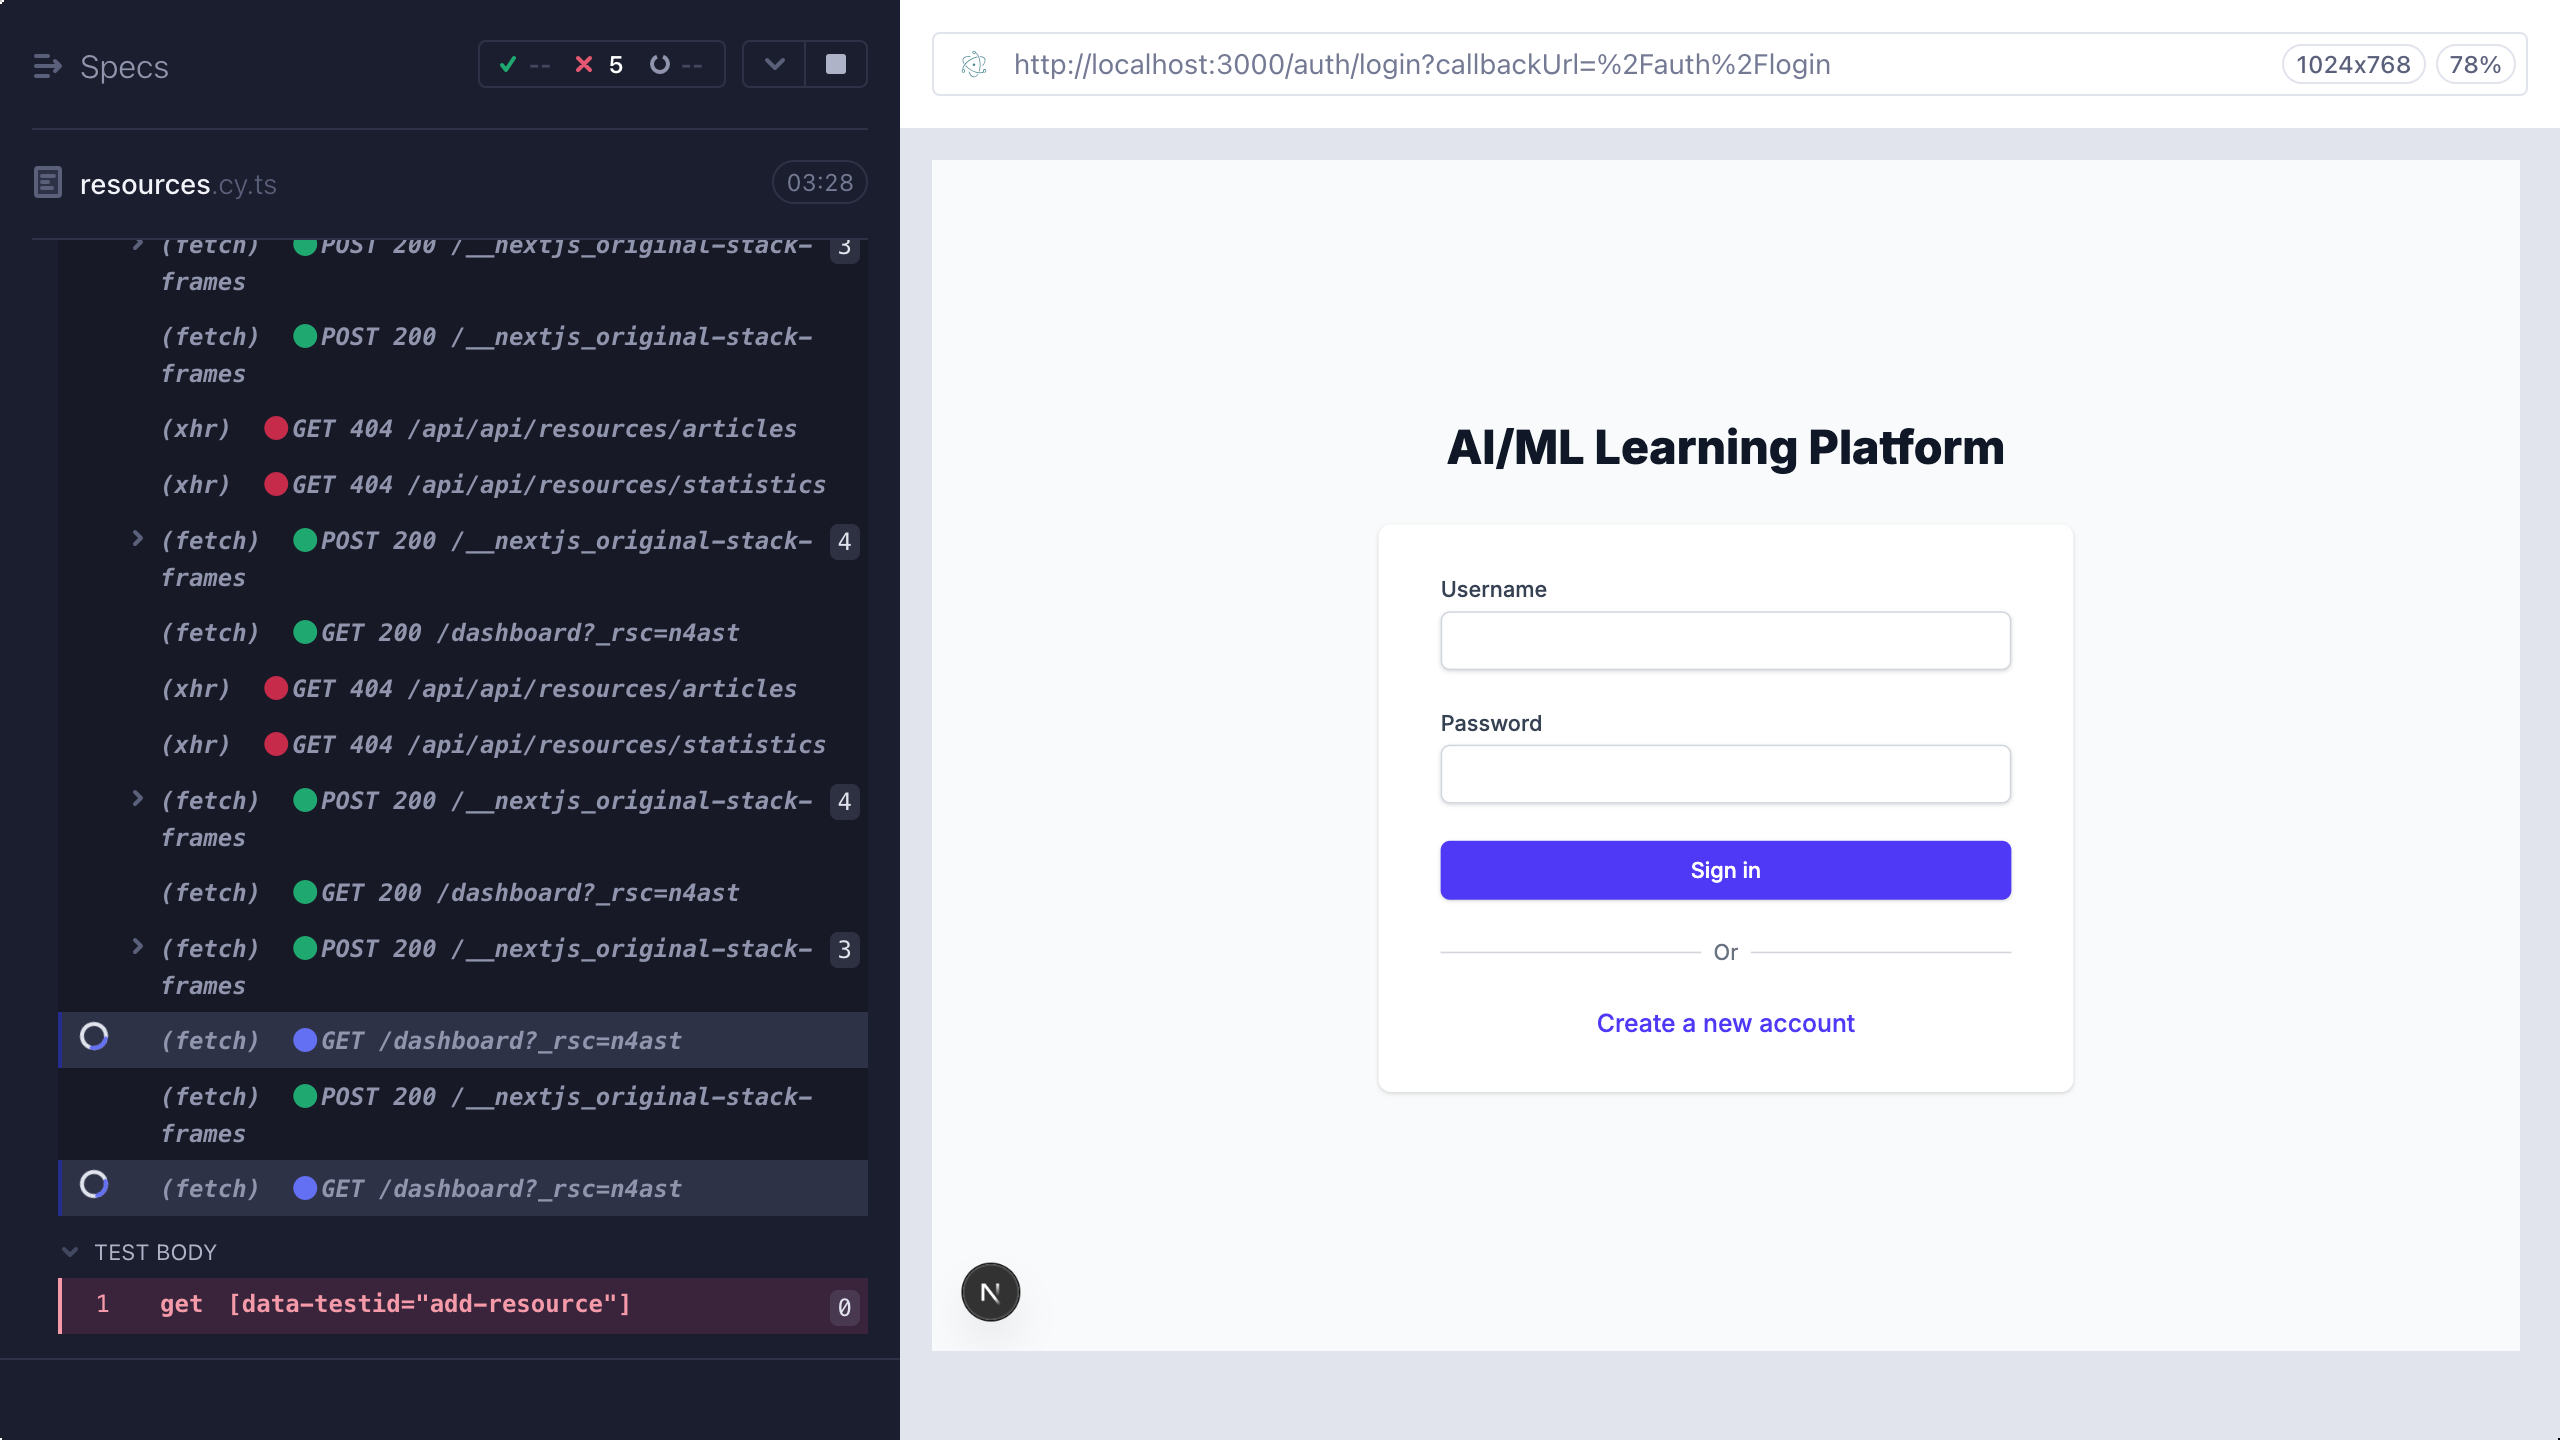 Specs
-- 5 --
resources.cy.ts 03:28
(fetch) POST 200 /__nextjs_original-stack- 3
frames
(fetch) POST 200 /__nextjs_original-stack-
frames
(xhr) GET 404 /api/api/resources/articles
(xhr) GET 404 /api/api/resources/statistics
(fetch) POST 200 /__nextjs_original-stack- 4
frames
(fetch) GET 200 /dashboard?_rsc=n4ast
(xhr) GET 404 /api/api/resources/articles
(xhr) GET 404 /api/api/resources/statistics
(fetch) POST 200 /__nextjs_original-stack- 4
frames
(fetch) GET 200 /dashboard?_rsc=n4ast
(fetch) POST 200 /__nextjs_original-stack- 3
frames
(fetch) GET /dashboard?_rsc=n4ast
(fetch) POST 200 /__nextjs_original-stack-
frames
(fetch) GET /dashboard?_rsc=n4ast
TEST BODY
1 get [data-testid="add-resource"] 0
http://localhost:3000/auth/login?callbackUrl=%2Fauth%2Flogin 1024x768 78%
AI/ML Learning Platform
Username
Password
Sign in
Or
Create a new account
N